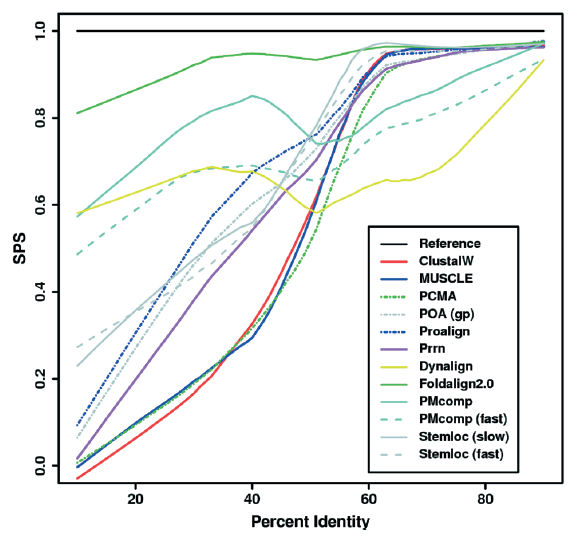 1.0
0.8
0.6
0.4
0.2
0.0
SPS
20
40
60
80
Percent Identity
Reference
ClustalW
MUSCLE
PCMA
POA (gp)
Proalign
Prrn
Dynalign
Foldalign2.0
PMcomp
PMcomp (fast)
Stemloc (slow)
Stemloc (fast)